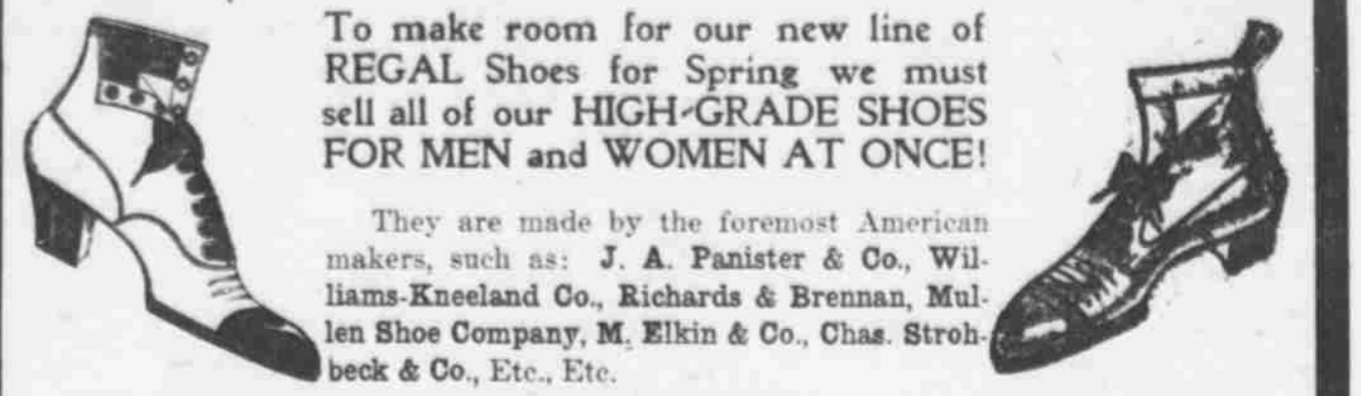 To make room for our new line of
REGAL Shoes for Spring we must
sell all of our HIGH-GRADE SHOES
FOR MEN and WOMEN AT ONCE!
They are made by the foremost American
makers, such as: J. A. Panister & Co., Wil-
liams-Kneeland Co., Richards & Brennan, Mul-
len Shoe Company, M. Elkin & Co., Chas. Stroh-
beck & Co., Etc., Etc.